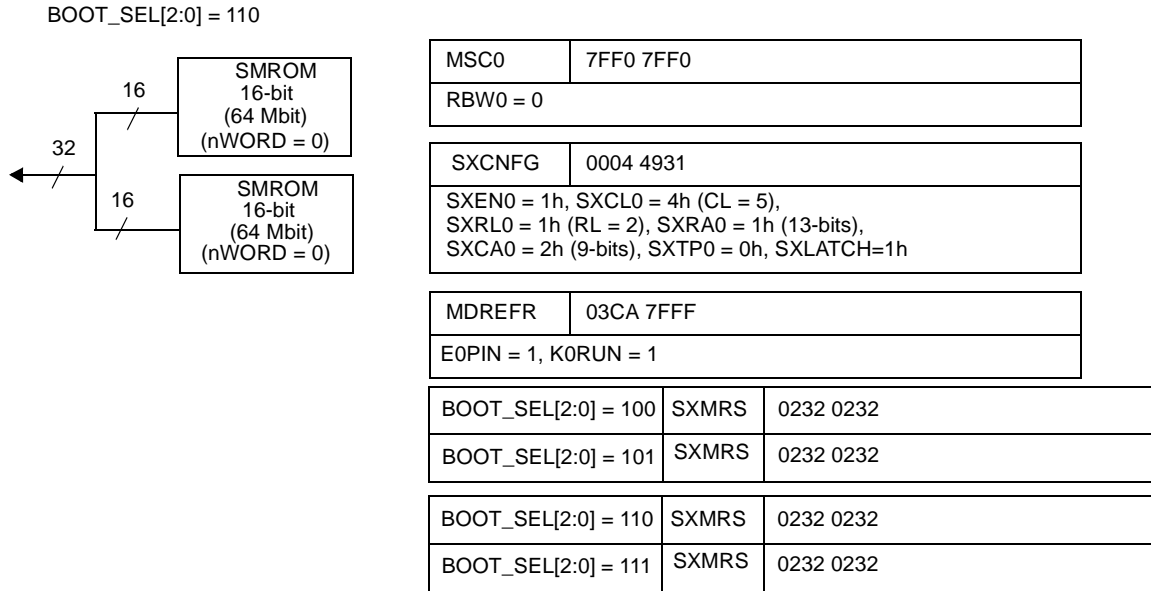 BOOT_SEL[2:0] = 110
SMROM
16-bit
(64 Mbit)
(nWORD = 0)
16
32
16
SMROM
16-bit
(64 Mbit)
(nWORD = 0)
MSC0 7FF0 7FF0
RBW0 = 0
SXCNFG 0004 4931
SXEN0 = 1h, SXCL0 = 4h (CL = 5),
SXRL0 = 1h (RL = 2), SXRA0 = 1h (13-bits),
SXCA0 = 2h (9-bits), SXTP0 = 0h, SXLATCH=1h
MDREFR 03CA 7FFF
E0PIN = 1, K0RUN = 1
BOOT_SEL[2:0] = 100 SXMRS 0232 0232
BOOT_SEL[2:0] = 101 SXMRS 0232 0232
BOOT_SEL[2:0] = 110 SXMRS 0232 0232
BOOT_SEL[2:0] = 111 SXMRS 0232 0232